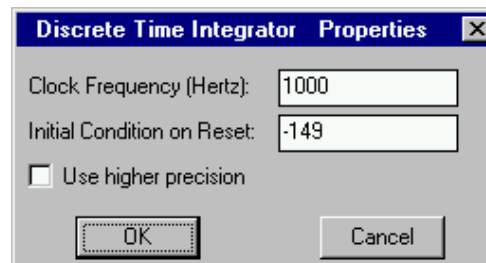 Discrete Time Integrator Properties
Clock Frequency (Hertz): 1000
Initial Condition on Reset: -149
Use higher precision
OK Cancel